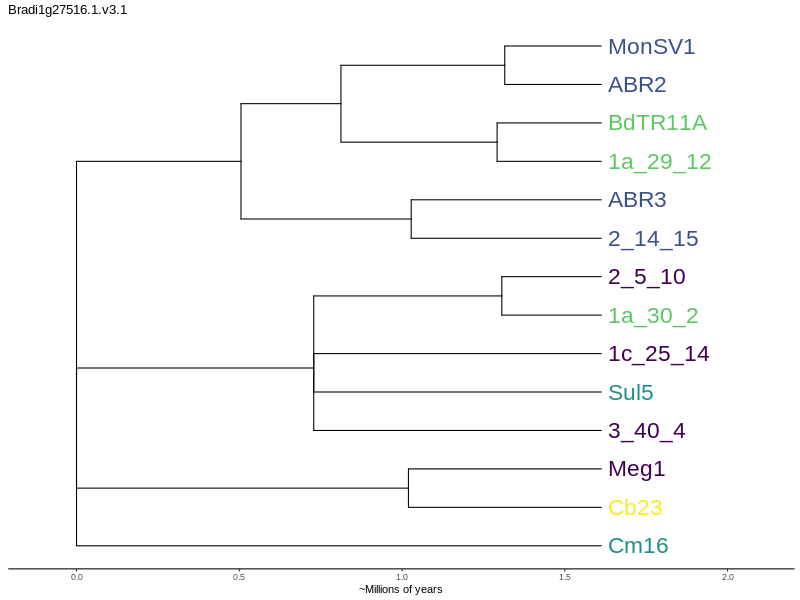 Bradi1g27516.1.v3.1
MonSV1
ABR2
BdTR11A
1a_29_12
ABR3
2_14_15
2_5_10
1a_30_2
1c_25_14
Sul5
3_40_4
Meg1
Cb23
Cm16
0.0 0.5 1.0 1.5 2.0
~Millions of years